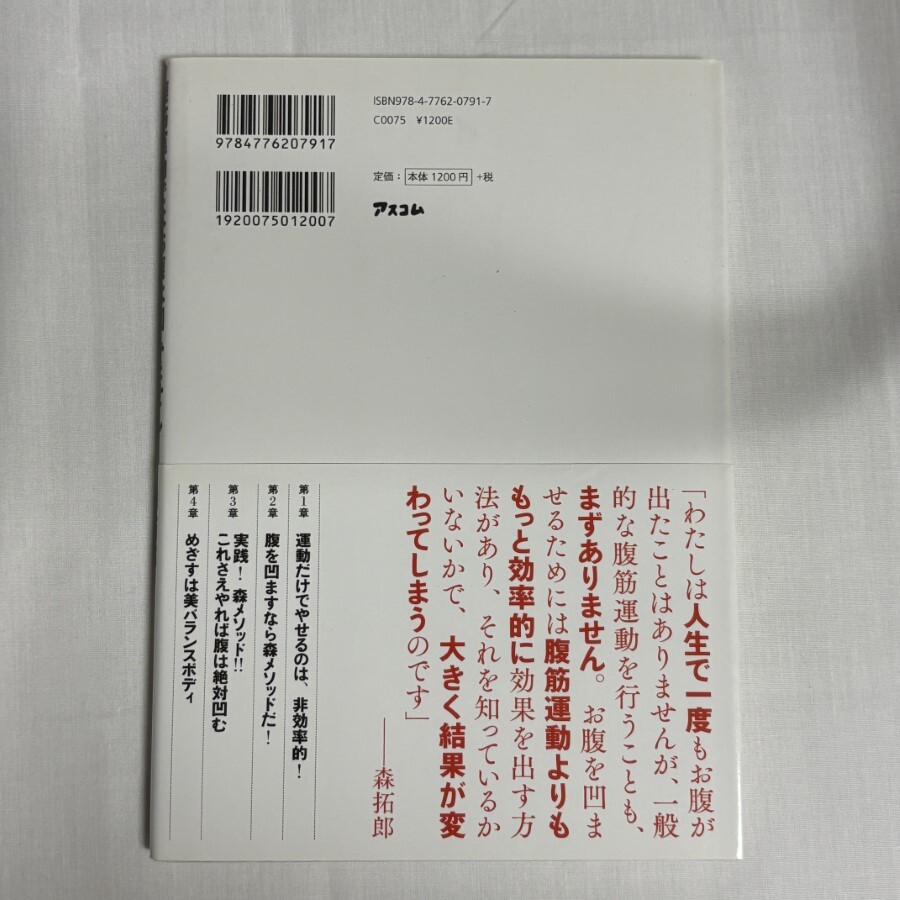 ISBN978-4-7762-0791-7
C0075 ¥1200E
9784776207917
定価: 本体1200円 +税
1920075012007
アスコム
「わたしは人生で一度もお腹が
出たことはありませんが、一般
的な腹筋運動を行うことも、
まずありません。お腹を凹ま
せるためには腹筋運動よりも
もっと効率的に効果を出す方
法があり、それを知っているか
いないかで、大きく結果が変
わってしまうのです」
——森拓郎
第1章 運動だけでやせるのは、非効率的!
第2章 腹を凹ますなら森メソッドだ!
第3章 実践!森メソッド!!
これさえやれば腹は絶対凹む
第4章 めざすは美バランスボディ